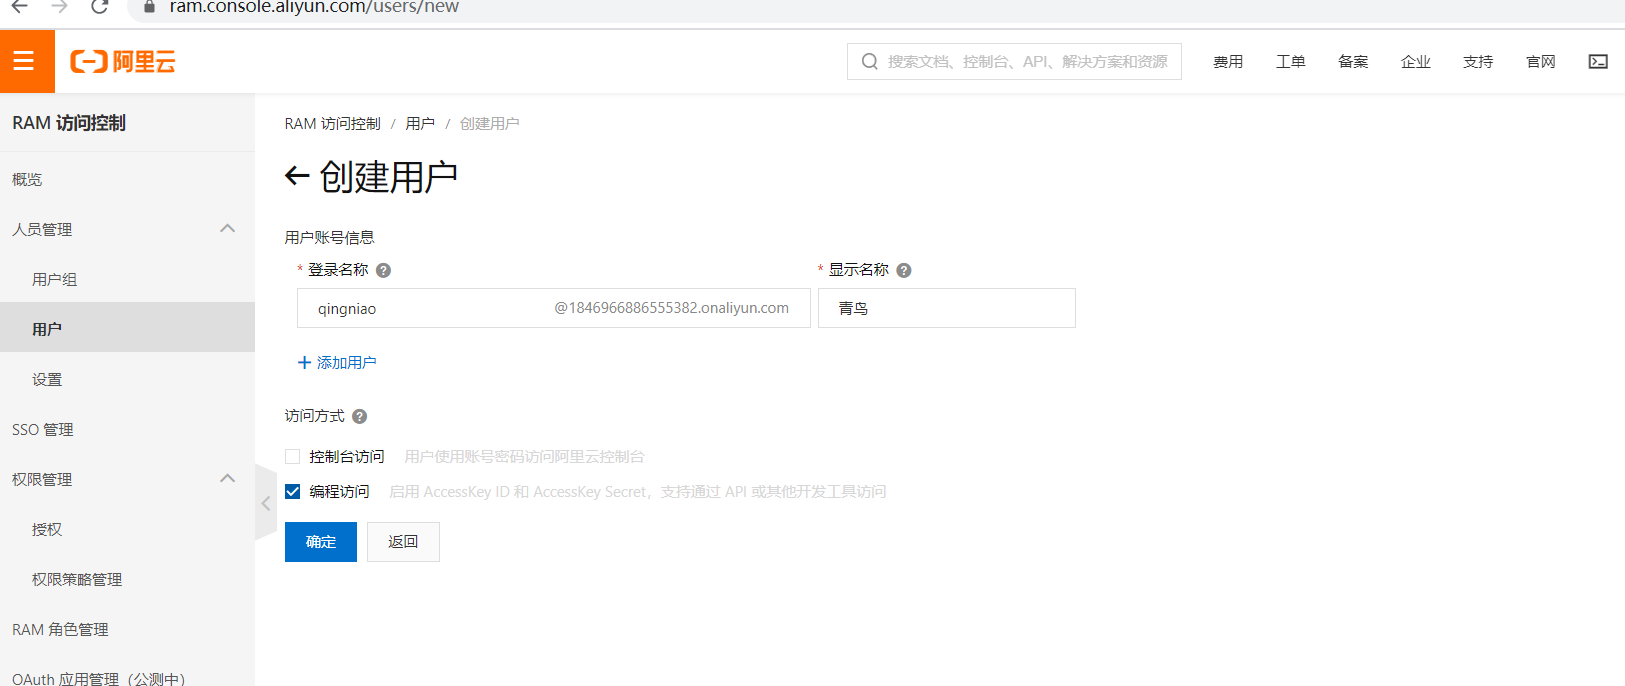 ram.console.aliyun.com/users/new
阿里云
搜索文档、控制台、API、解决方案和资源
费用
工单
备案
企业
支持
官网
RAM 访问控制
概览
人员管理
用户组
用户
设置
SSO 管理
权限管理
授权
权限策略管理
RAM 角色管理
OAuth 应用管理（公测中）
RAM 访问控制 / 用户 / 创建用户
创建用户
用户账号信息
* 登录名称
* 显示名称
qingniao @1846966886555382.onaliyun.com
青鸟
添加用户
访问方式
控制台访问 用户使用账号密码访问阿里云控制台
编程访问 启用 AccessKey ID 和 AccessKey Secret，支持通过 API 或其他开发工具访问
确定
返回